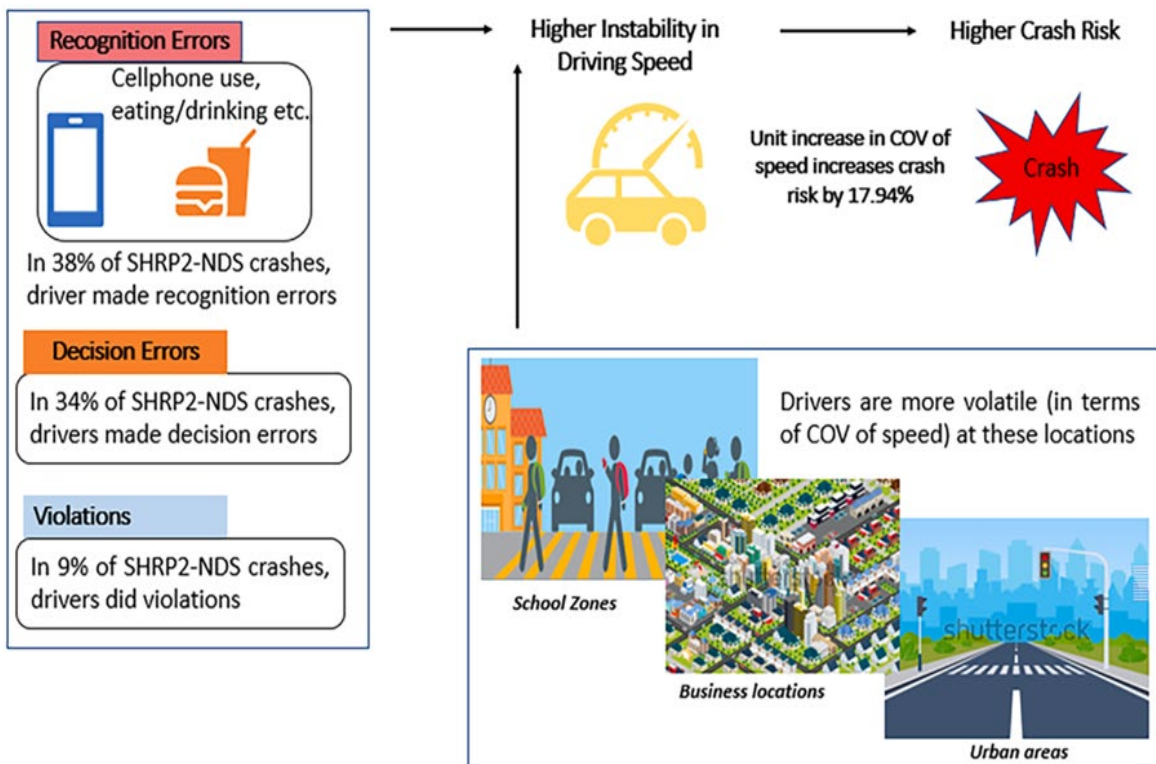 Recognition Errors
Cellphone use,
eating/drinking etc.
In 38% of SHRP2-NDS crashes,
driver made recognition errors
Decision Errors
In 34% of SHRP2-NDS crashes,
drivers made decision errors
Violations
In 9% of SHRP2-NDS crashes,
drivers did violations
Higher Instability in
Driving Speed
Higher Crash Risk
Unit increase in COV of
speed increases crash
risk by 17.94%
Crash
Drivers are more volatile (in terms
of COV of speed) at these locations
School Zones
shutterstock
Business locations
shutterstock
Urban areas